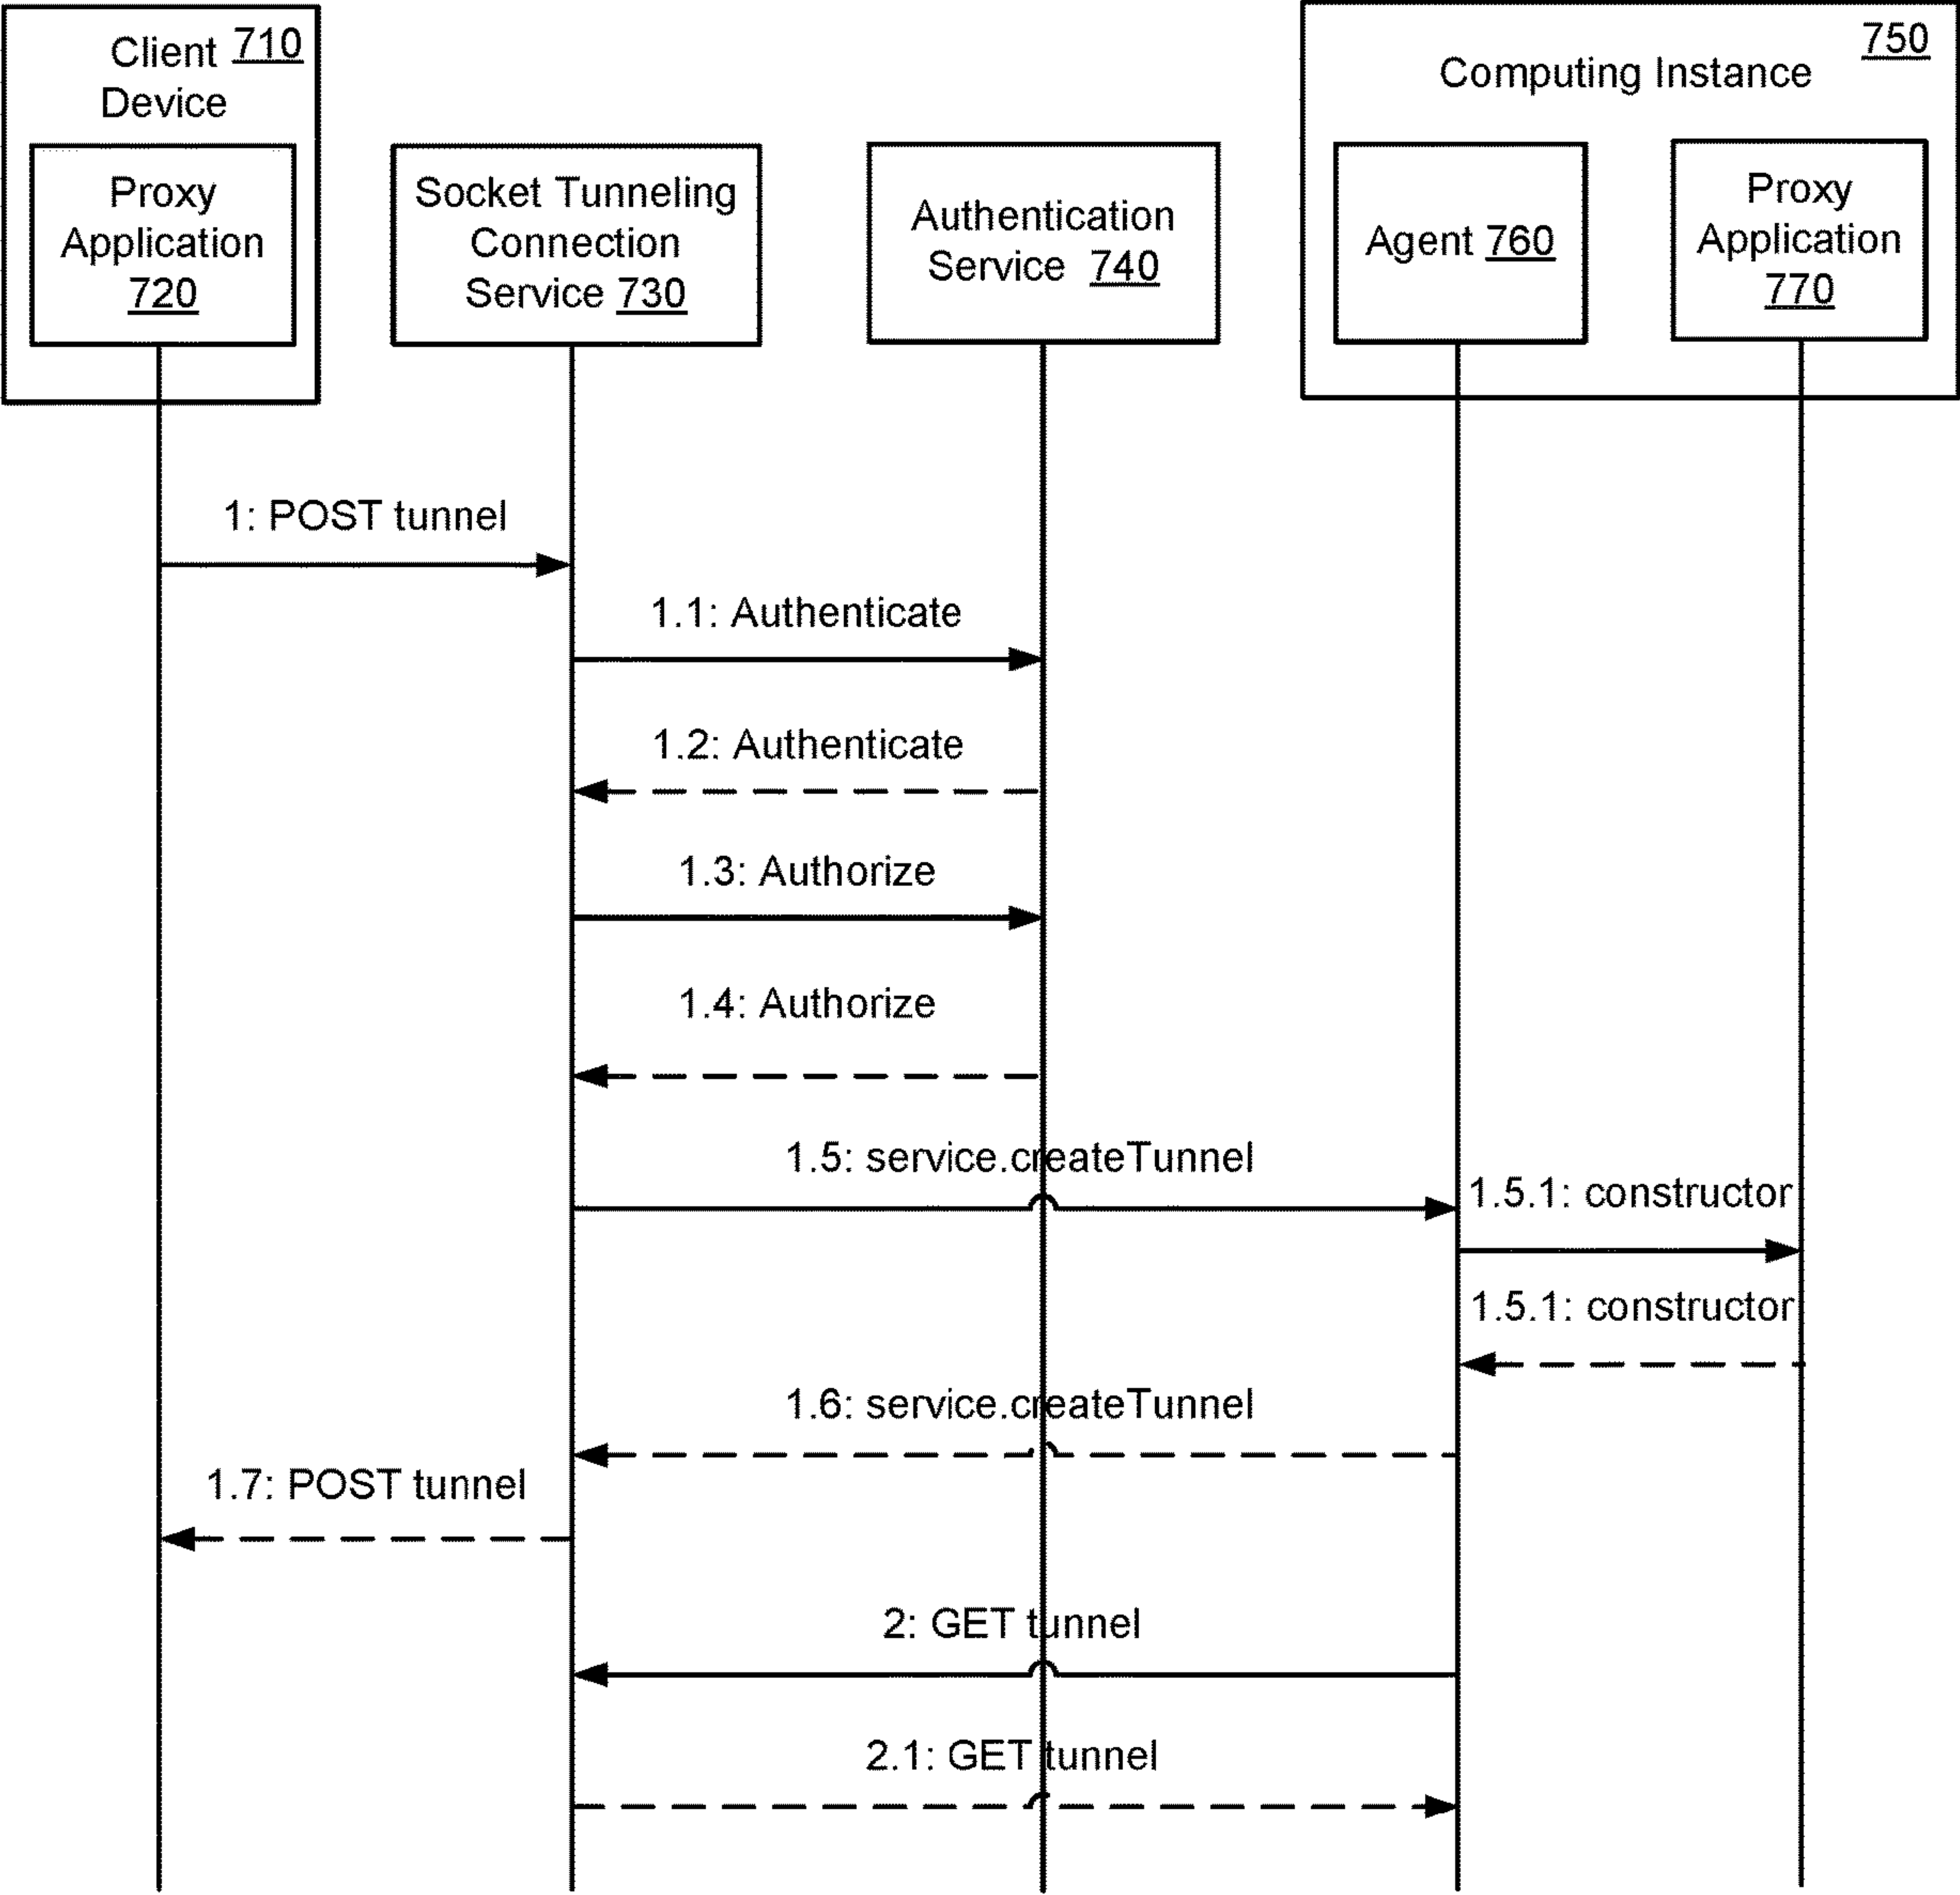 Client 710
Device
Proxy
Application
720
Socket Tunneling
Connection
Service 730
Authentication
Service 740
750
Computing Instance
Agent 760
Proxy
Application
770
1: POST tunnel
1.1: Authenticate
1.2: Authenticate
1.3: Authorize
1.4: Authorize
1.5: service.createTunnel
1.5.1: constructor
1.5.1: constructor
1.6: service.createTunnel
1.7: POST tunnel
2: GET tunnel
2.1: GET tunnel